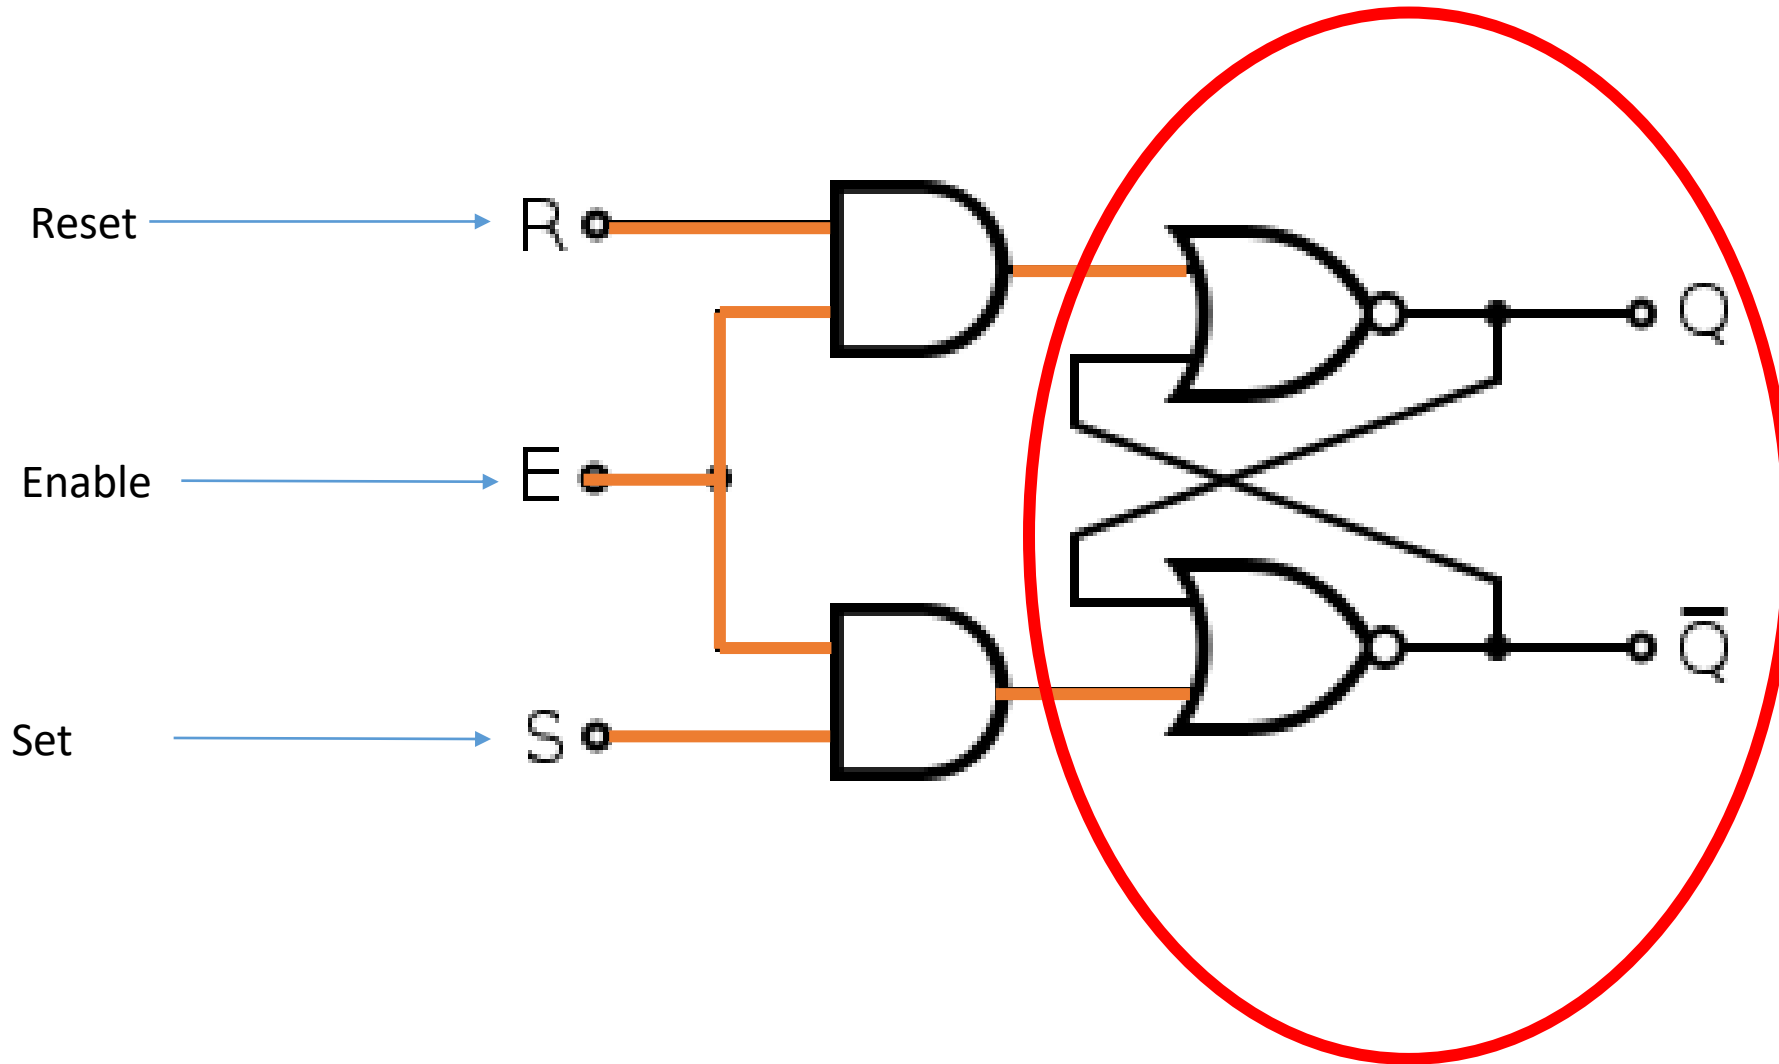 Reset R
Q
Enable E
Q̅
Set S